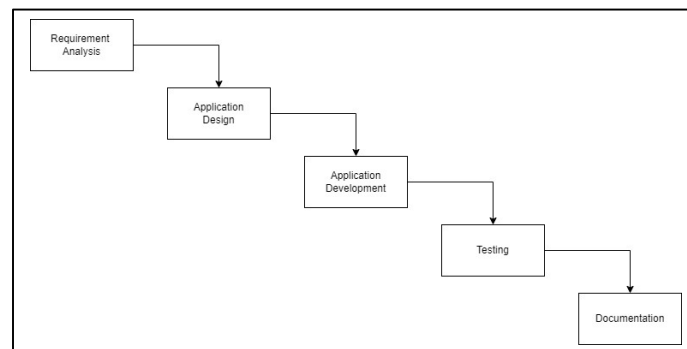 Requirement
Analysis
Application
Design
Application
Development
Testing
Documentation